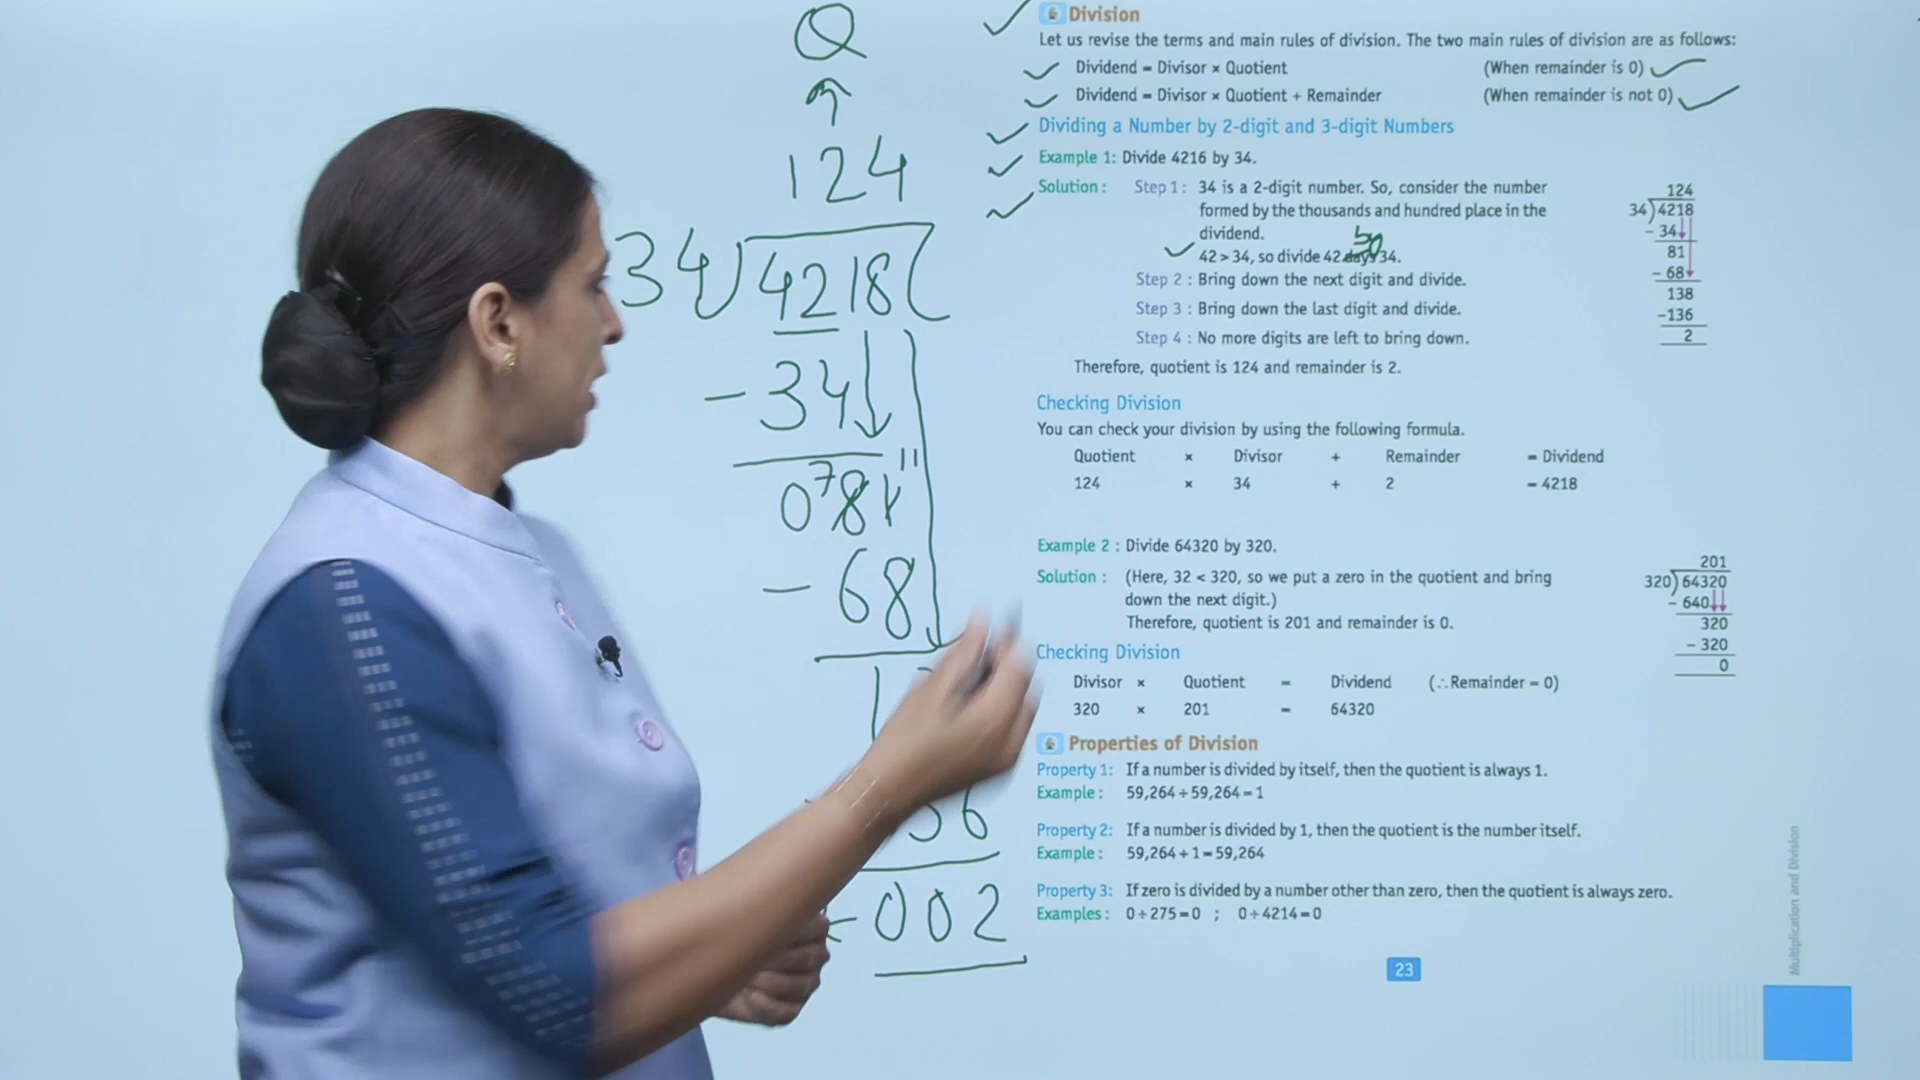 Q
124
34)4218(
-34
0 7 81 11
-68
1
36
-002
Division
Let us revise the terms and main rules of division. The two main rules of division are as follows:
Dividend = Divisor × Quotient (When remainder is 0)
Dividend = Divisor × Quotient + Remainder (When remainder is not 0)
Dividing a Number by 2-digit and 3-digit Numbers
Example 1: Divide 4216 by 34.
Solution : Step 1 : 34 is a 2-digit number. So, consider the number
formed by the thousands and hundred place in the
dividend.
by
42 > 34, so divide 42 days 34.
Step 2 : Bring down the next digit and divide.
Step 3 : Bring down the last digit and divide.
Step 4 : No more digits are left to bring down.
Therefore, quotient is 124 and remainder is 2.
124
34)4218
- 34
81
- 68
138
-136
2
Checking Division
You can check your division by using the following formula.
Quotient × Divisor + Remainder = Dividend
124 × 34 + 2 = 4218
Example 2 : Divide 64320 by 320.
Solution : (Here, 32 < 320, so we put a zero in the quotient and bring
down the next digit.)
Therefore, quotient is 201 and remainder is 0.
201
320)64320
- 640
320
- 320
0
Checking Division
Divisor × Quotient = Dividend (∴Remainder = 0)
320 × 201 = 64320
Properties of Division
Property 1: If a number is divided by itself, then the quotient is always 1.
Example : 59,264 ÷ 59,264 = 1
Property 2: If a number is divided by 1, then the quotient is the number itself.
Example : 59,264 ÷ 1 = 59,264
Property 3: If zero is divided by a number other than zero, then the quotient is always zero.
Examples : 0 ÷ 275 = 0 ; 0 ÷ 4214 = 0
23
Multiplication and Division